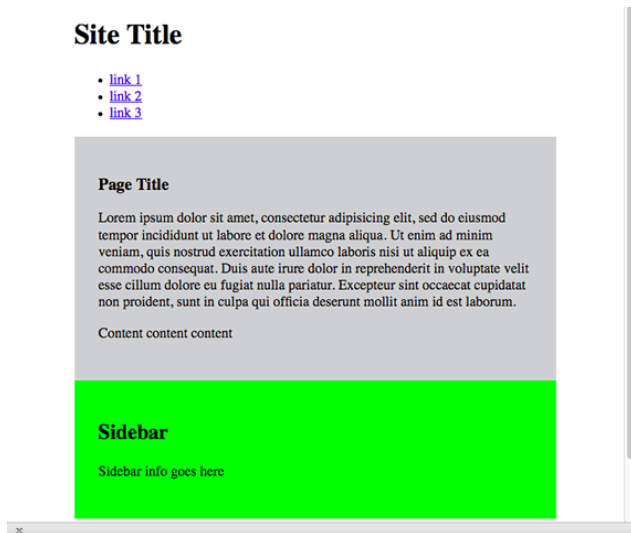 Site Title
link 1
link 2
link 3
Page Title
Lorem ipsum dolor sit amet, consectetur adipisicing elit, sed do eiusmod
tempor incididunt ut labore et dolore magna aliqua. Ut enim ad minim
veniam, quis nostrud exercitation ullamco laboris nisi ut aliquip ex ea
commodo consequat. Duis aute irure dolor in reprehenderit in voluptate velit
esse cillum dolore eu fugiat nulla pariatur. Excepteur sint occaecat cupidatat
non proident, sunt in culpa qui officia deserunt mollit anim id est laborum.
Content content content
Sidebar
Sidebar info goes here